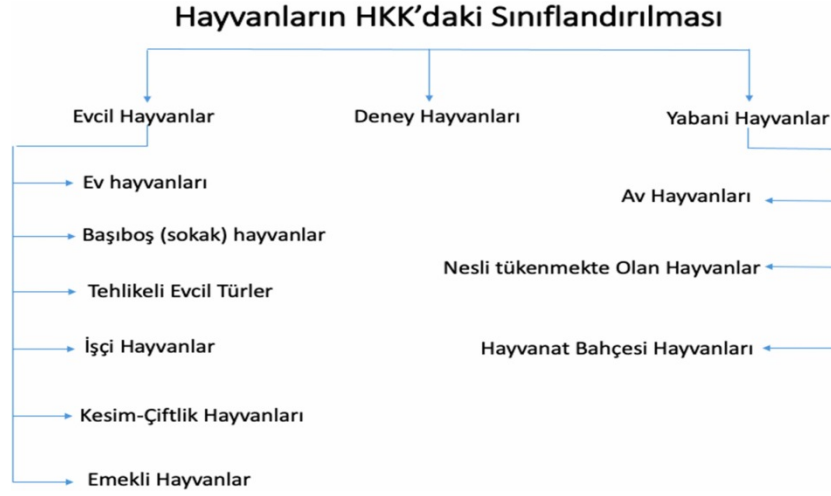 Hayvanların HKK’daki Sınıflandırılması
Evcil Hayvanlar
Deney Hayvanları
Yabani Hayvanlar
Ev hayvanları
Başıboş (sokak) hayvanlar
Tehlikeli Evcil Türler
İşçi Hayvanlar
Kesim-Çiftlik Hayvanları
Emekli Hayvanlar
Av Hayvanları
Nesli tükenmekte Olan Hayvanlar
Hayvanat Bahçesi Hayvanları